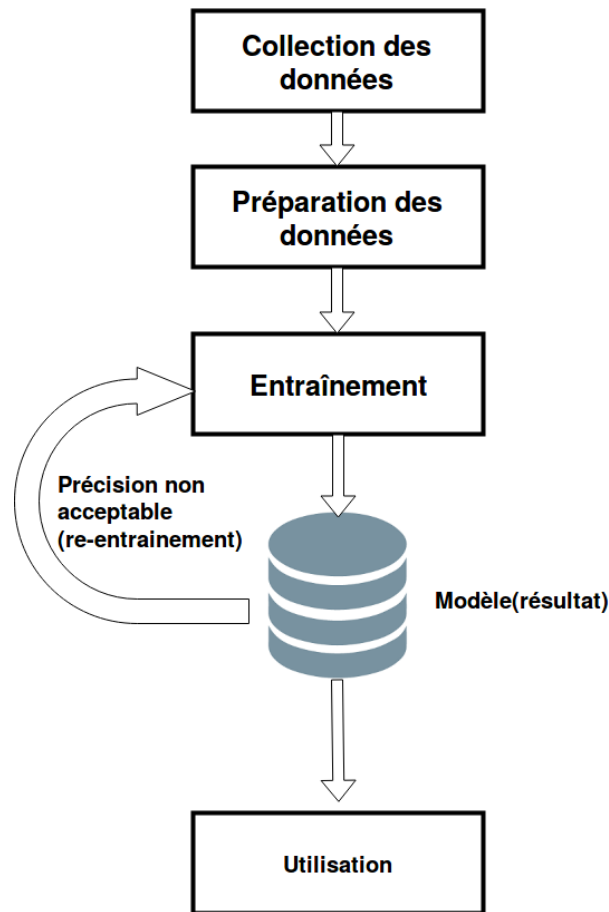 Collection des
données
Préparation des
données
Entraînement
Précision non
acceptable
(re-entrainement)
Modèle(résultat)
Utilisation